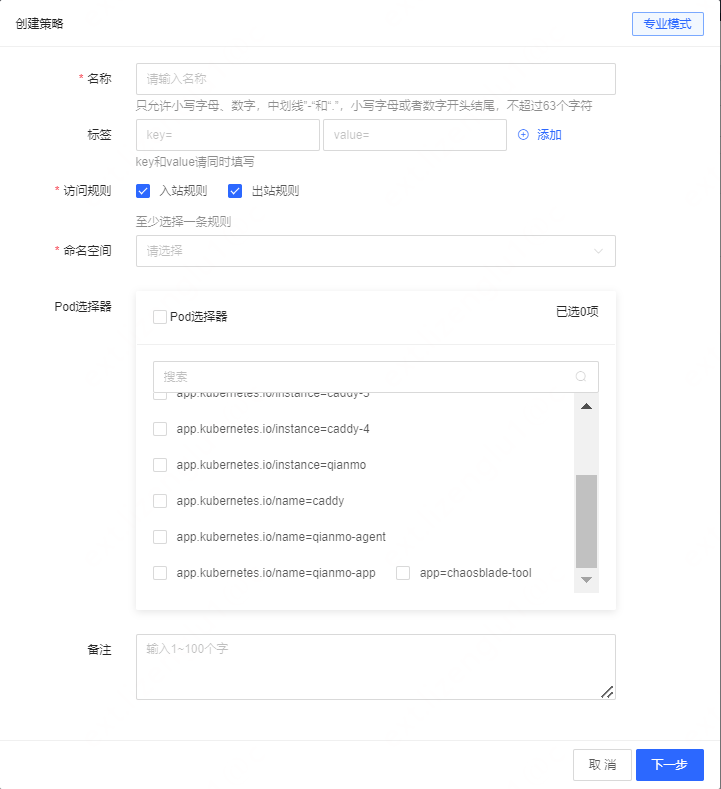 创建策略
专业模式
* 名称
请输入名称
只允许小写字母、数字，中划线"-“和“.”，小写字母或者数字开头结尾，不超过63个字符
标签
key=
value=
添加
key和value请同时填写
* 访问规则
入站规则
出站规则
至少选择一条规则
* 命名空间
请选择
Pod选择器
Pod选择器
已选0项
搜索
app.kubernetes.io/instance=caddy-3
app.kubernetes.io/instance=caddy-4
app.kubernetes.io/instance=qianmo
app.kubernetes.io/name=caddy
app.kubernetes.io/name=qianmo-agent
app.kubernetes.io/name=qianmo-app
app=chaosblade-tool
备注
输入1~100个字
取 消
下一步